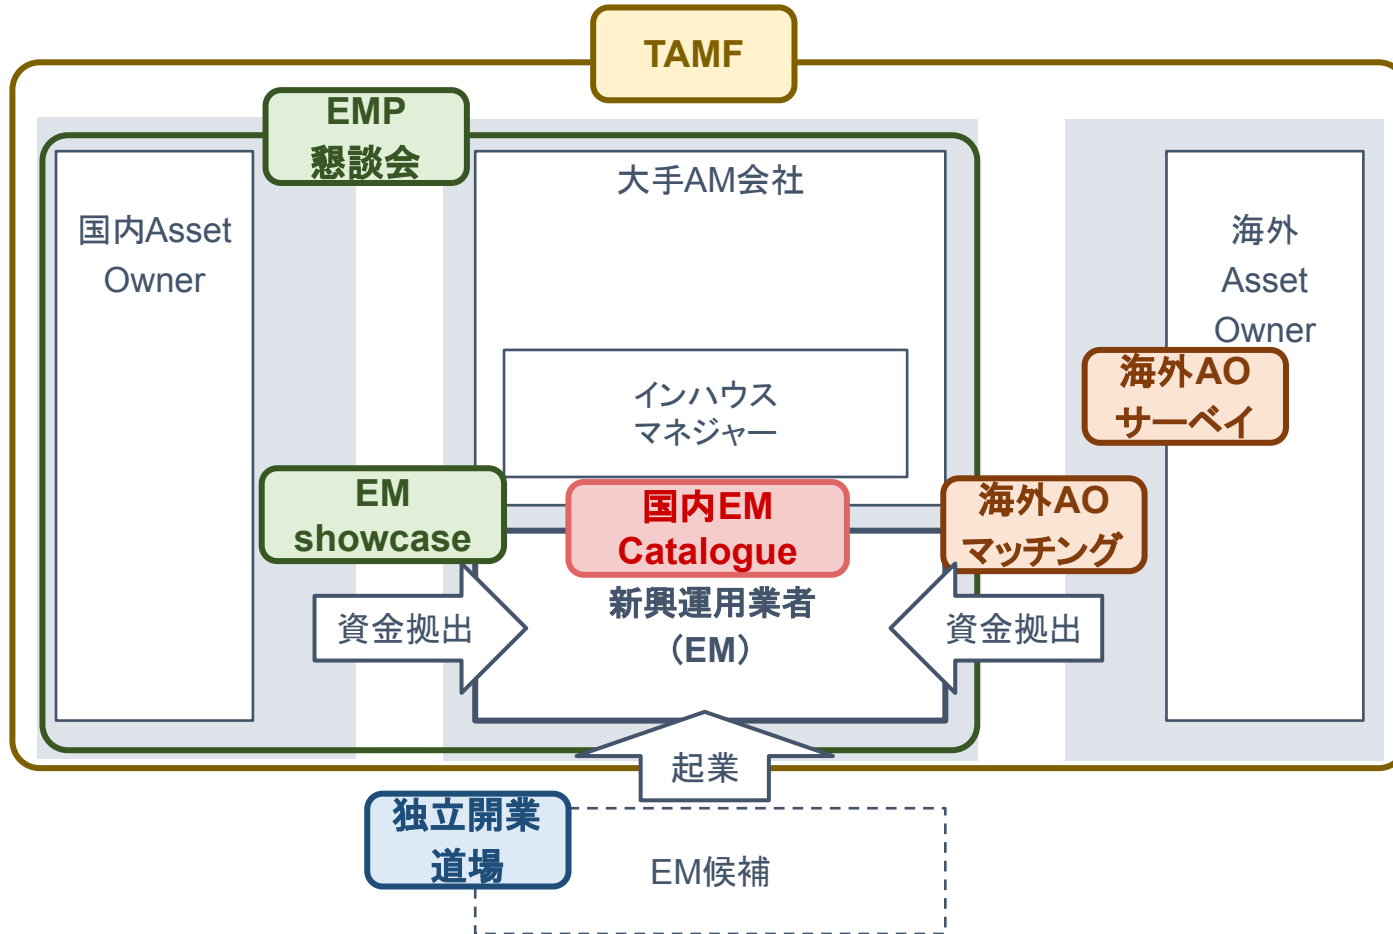 TAMF
EMP
懇談会
国内Asset
Owner
大手AM会社
海外
Asset
Owner
インハウス
マネジャー
海外AO
サーベイ
EM
showcase
国内EM
Catalogue
海外AO
マッチング
資金拠出
新興運用業者
（EM）
資金拠出
起業
独立開業
道場
EM候補